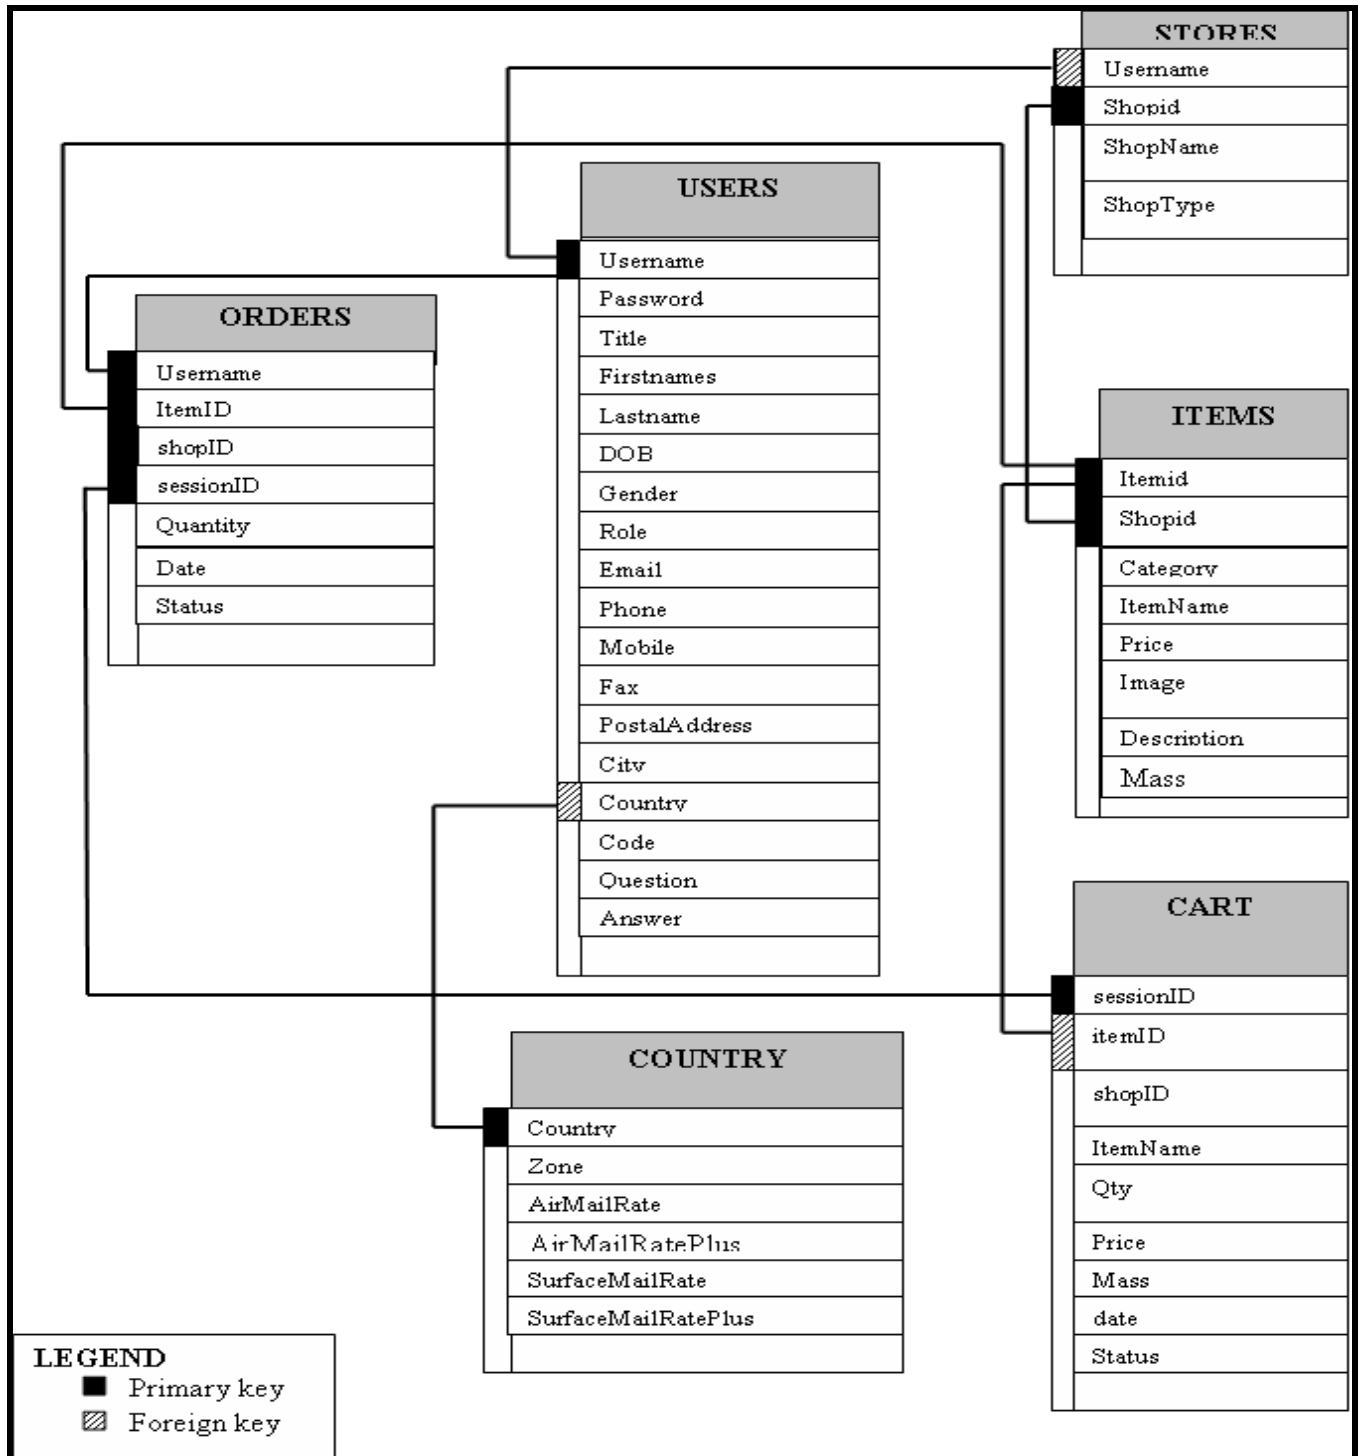 STORES
Username
Shopid
ShopName
ShopType
USERS
Username
Password
Title
Firstnames
Lastname
DOB
Gender
Role
Email
Phone
Mobile
Fax
PostalAddress
City
Country
Code
Question
Answer
ORDERS
Username
ItemID
shopID
sessionID
Quantity
Date
Status
ITEMS
Itemid
Shopid
Category
ItemName
Price
Image
Description
Mass
CART
sessionID
itemID
shopID
ItemName
Qty
Price
Mass
date
Status
COUNTRY
Country
Zone
AirMailRate
AirMailRatePlus
SurfaceMailRate
SurfaceMailRatePlus
LEGEND
Primary key
Foreign key